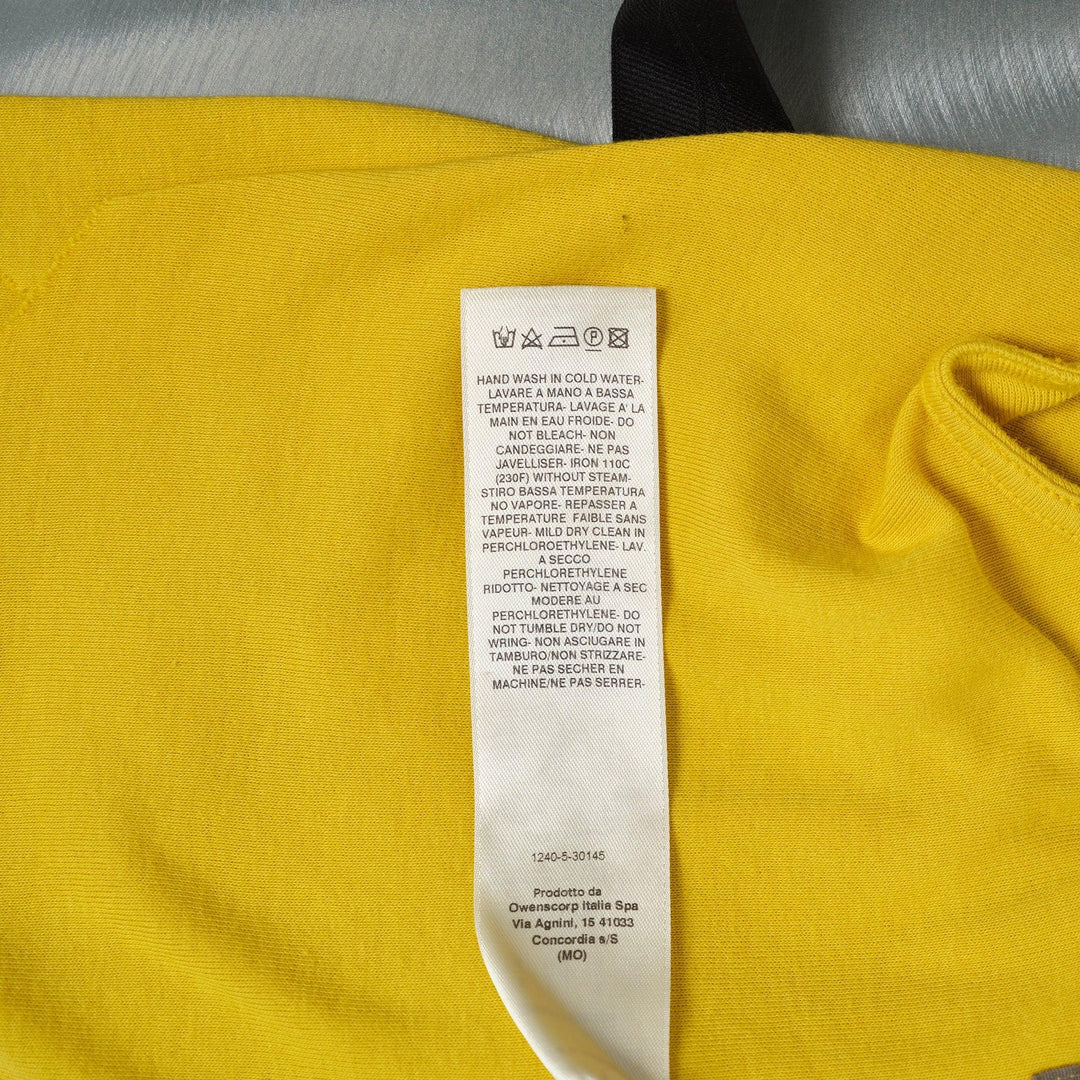 P
HAND WASH IN COLD WATER-
LAVARE A MANO A BASSA
TEMPERATURA- LAVAGE A' LA
MAIN EN EAU FROIDE- DO
NOT BLEACH- NON
CANDEGGIARE- NE PAS
JAVELLISER- IRON 110C
(230F) WITHOUT STEAM-
STIRO BASSA TEMPERATURA
NO VAPORE- REPASSER A
TEMPERATURE FAIBLE SANS
VAPEUR- MILD DRY CLEAN IN
PERCHLOROETHYLENE- LAV.
A SECCO
PERCHLORETHYLENE
RIDOTTO- NETTOYAGE A SEC
MODERE AU
PERCHLOROETHYLENE- DO
NOT TUMBLE DRY/DO NOT
WRING- NON ASCIUGARE IN
TAMBURO/NON STRIZZARE-
NE PAS SECHER EN
MACHINE/NE PAS SERRER-
1240-5-30145
Prodotto da
Owenscorp Italia Spa
Via Agnini, 15 41033
Concordia s/S
(MO)